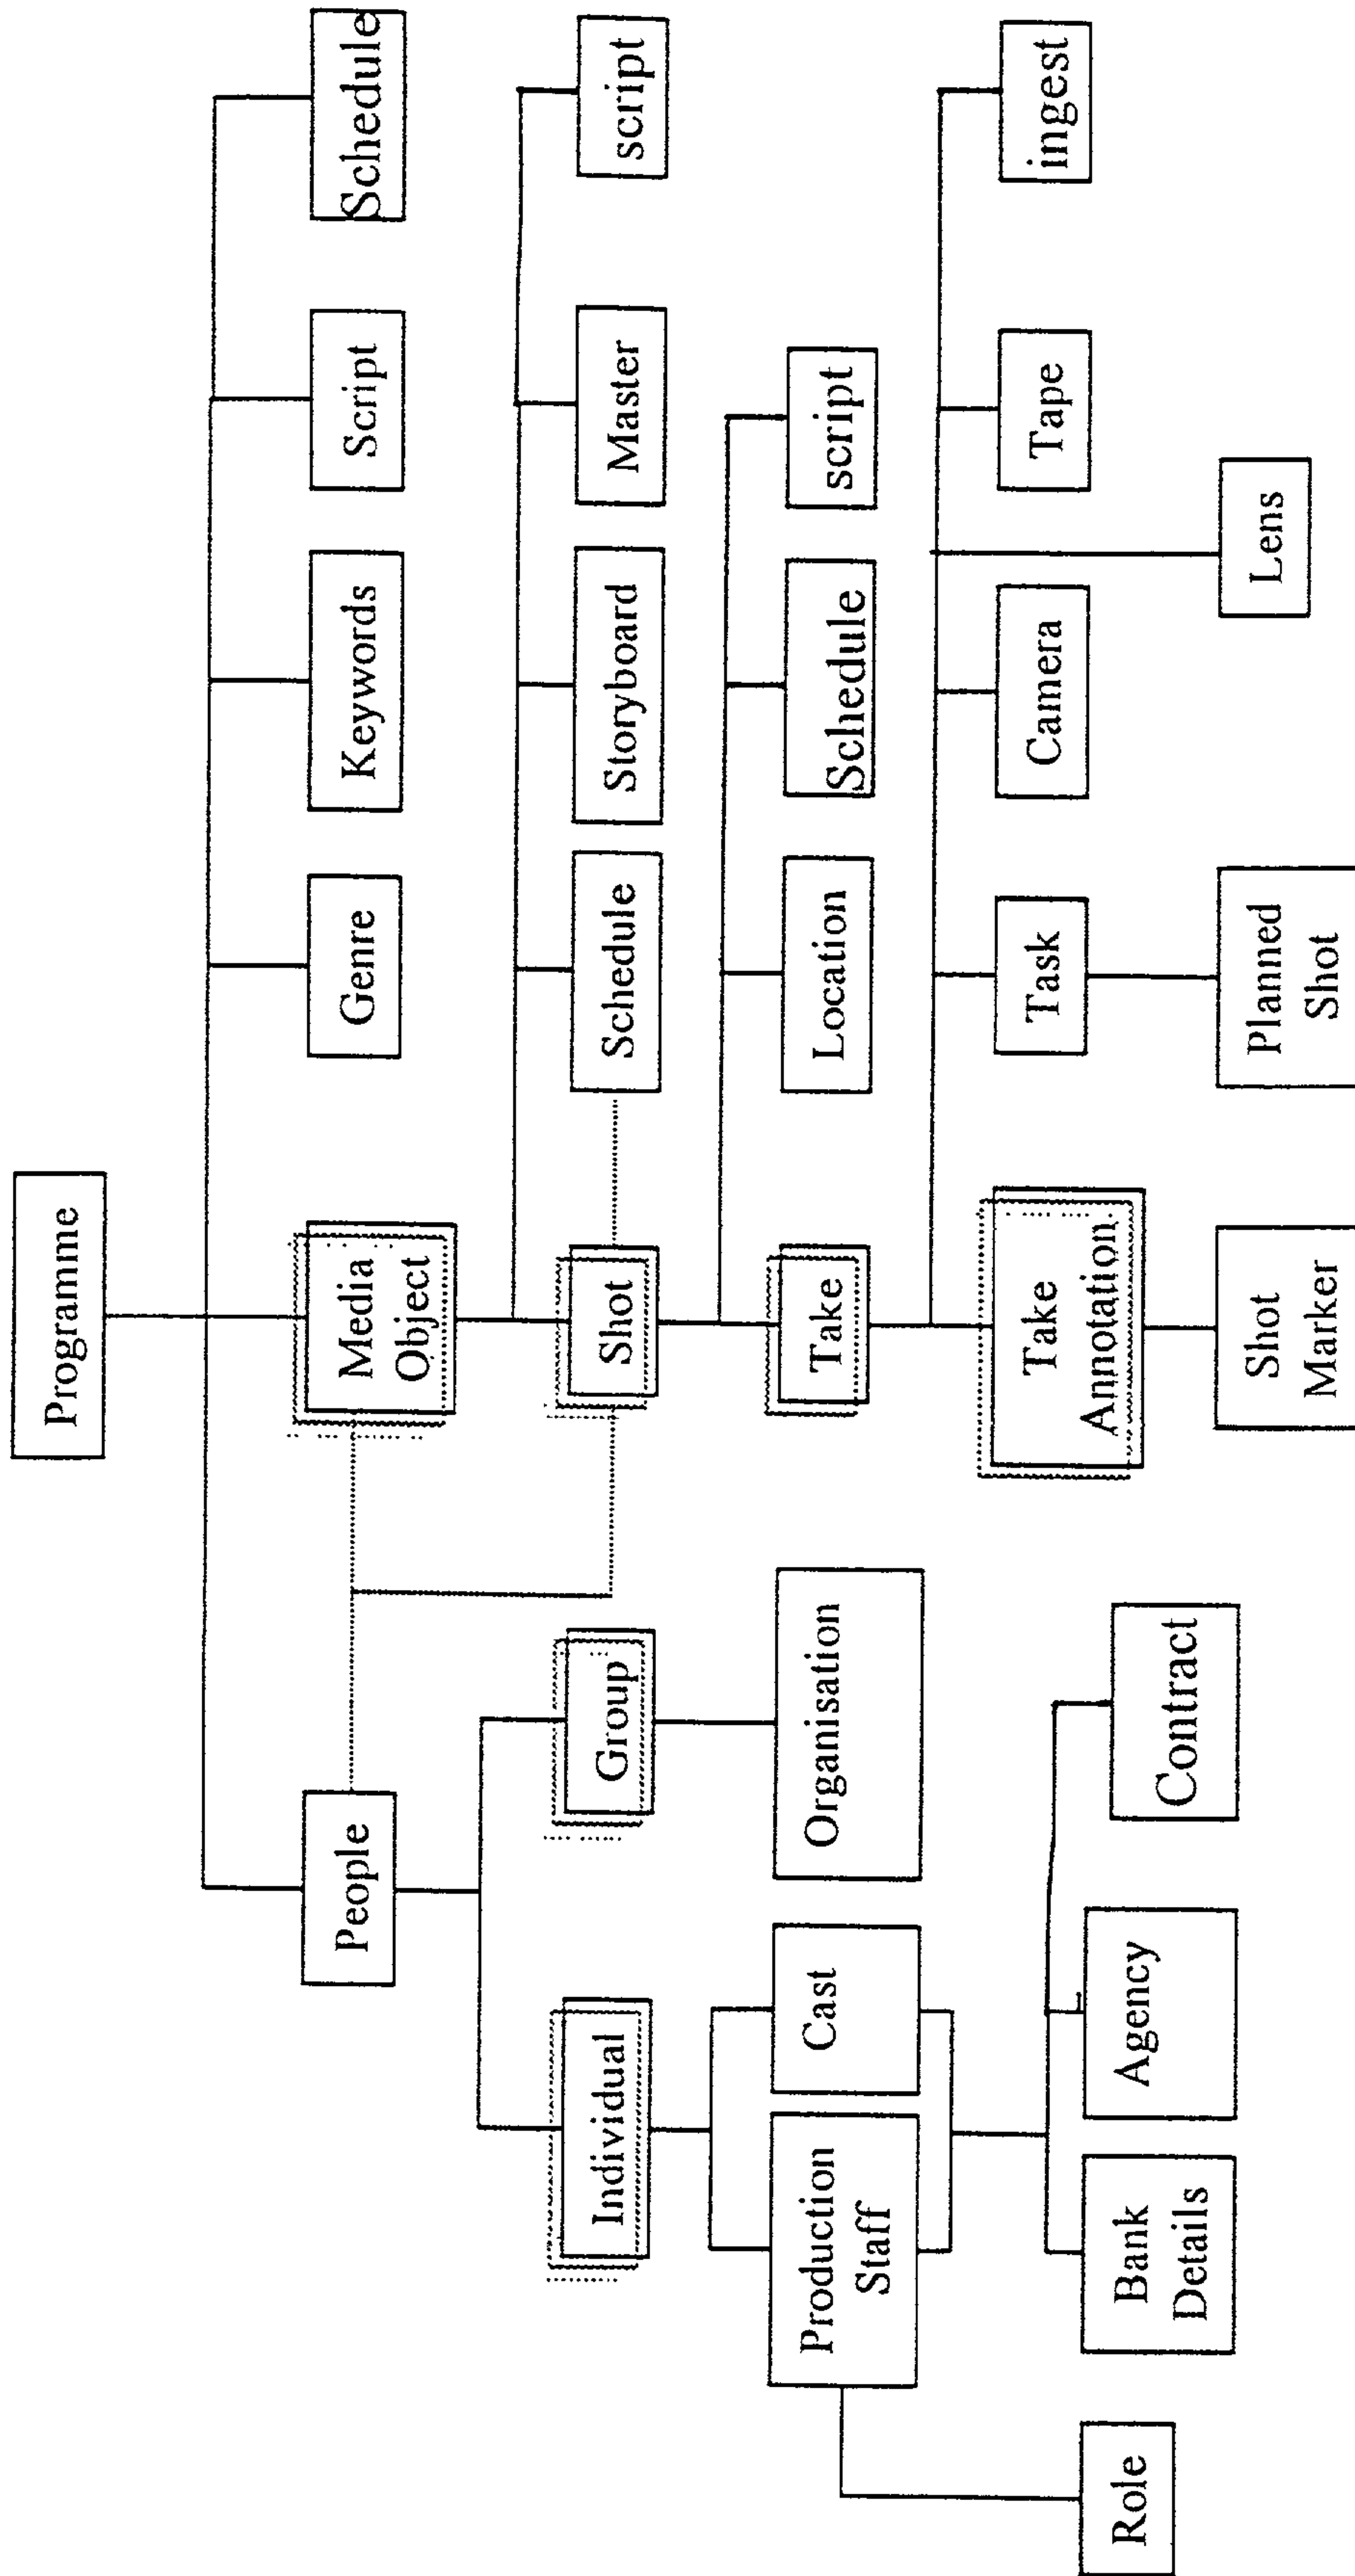 Programme
People
Media
Object
Genre
Keywords
Script
Schedule
Individual
Group
Shot
Schedule
Storyboard
Master
script
Production
Staff
Cast
Organisation
Take
Location
Schedule
script
Role
Bank
Details
Agency
Contract
Take
Annotation
Task
Camera
Tape
ingest
Shot
Marker
Planned
Shot
Lens